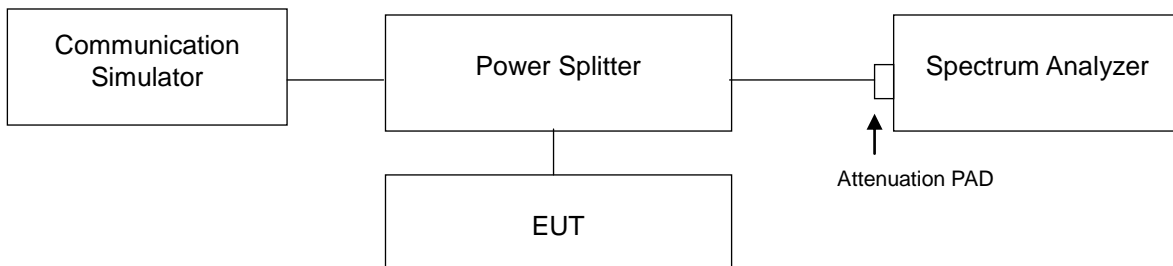 Communication
Simulator
Power Splitter
Spectrum Analyzer
Attenuation PAD
EUT